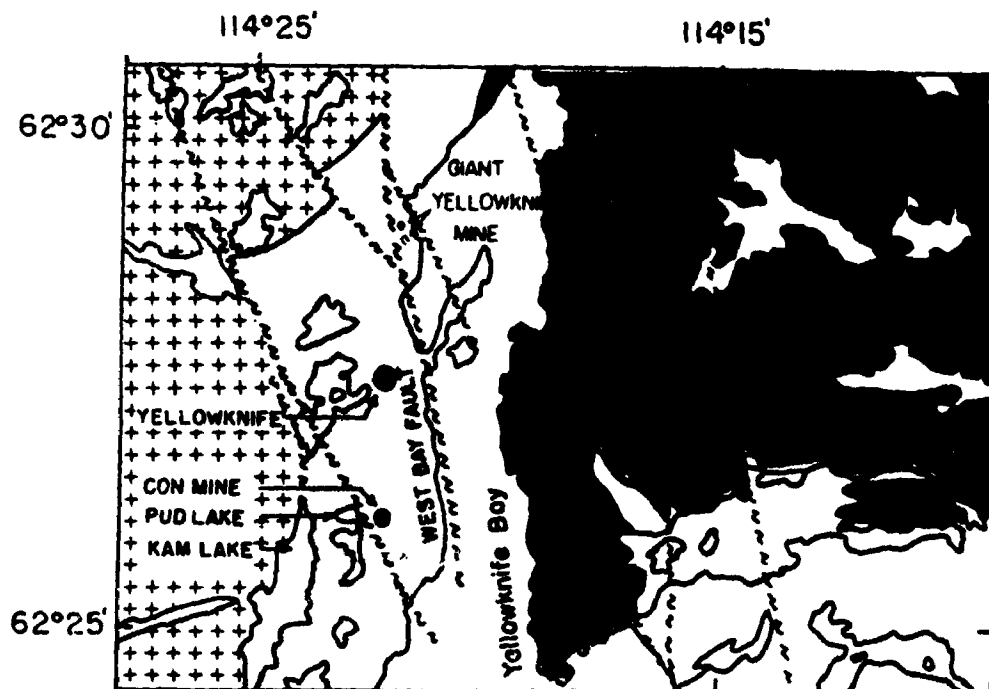 114°25'
114°15'
62°30'
GIANT
YELLOWKNI
MINE
YELLOWKNIFE
WEST BAY FAULT
CON MINE
PUD LAKE
KAM LAKE
Yellowknife Bay
62°25'